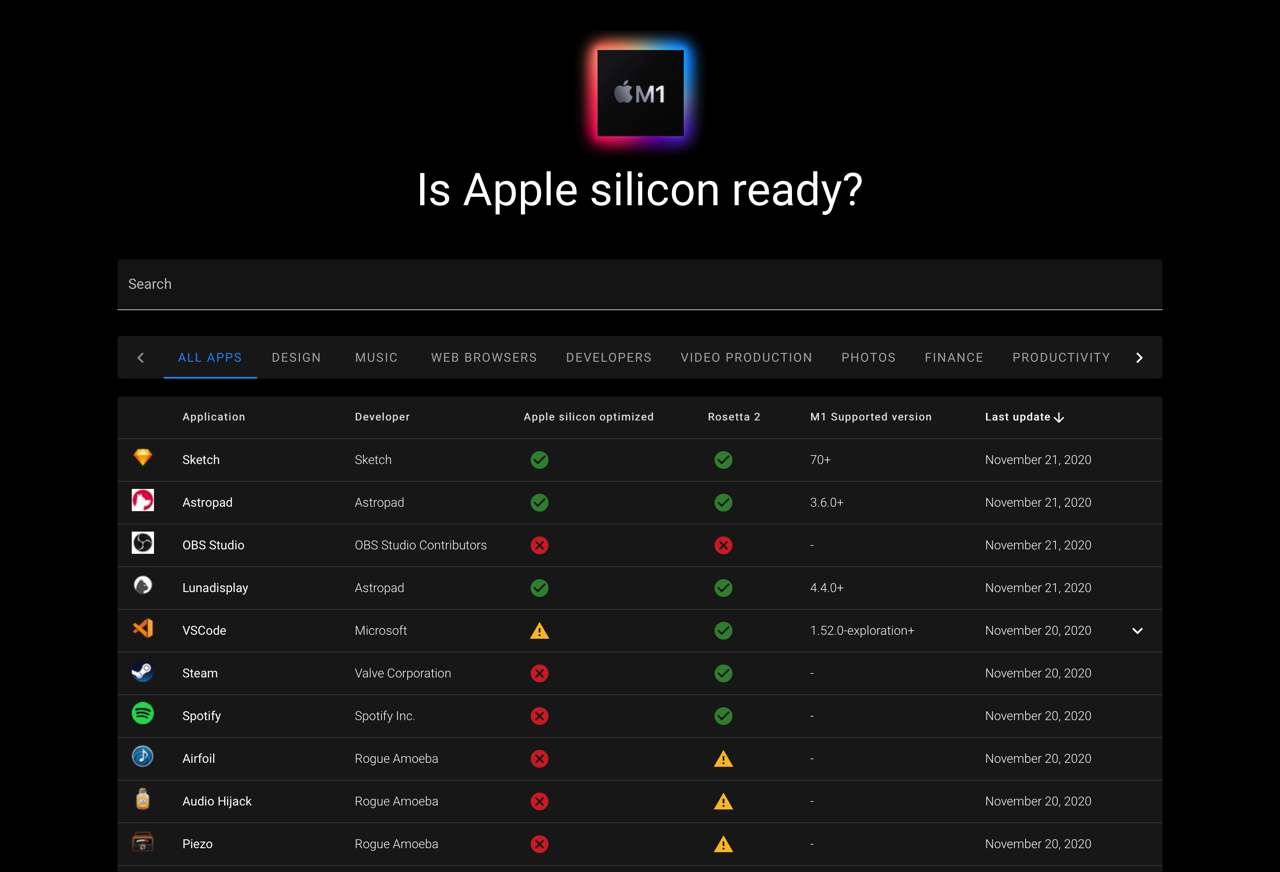 M1
Is Apple silicon ready?
Search
ALL APPS DESIGN MUSIC WEB BROWSERS DEVELOPERS VIDEO PRODUCTION PHOTOS FINANCE PRODUCTIVITY
Application Developer Apple silicon optimized Rosetta 2 M1 Supported version Last update
Sketch Sketch 70+ November 21, 2020
Astropad Astropad 3.6.0+ November 21, 2020
OBS Studio OBS Studio Contributors - November 21, 2020
Lunadisplay Astropad 4.4.0+ November 21, 2020
VSCode Microsoft 1.52.0-exploration+ November 20, 2020
Steam Valve Corporation - November 20, 2020
Spotify Spotify Inc. - November 20, 2020
Airfoil Rogue Amoeba - November 20, 2020
Audio Hijack Rogue Amoeba - November 20, 2020
Piezo Rogue Amoeba - November 20, 2020